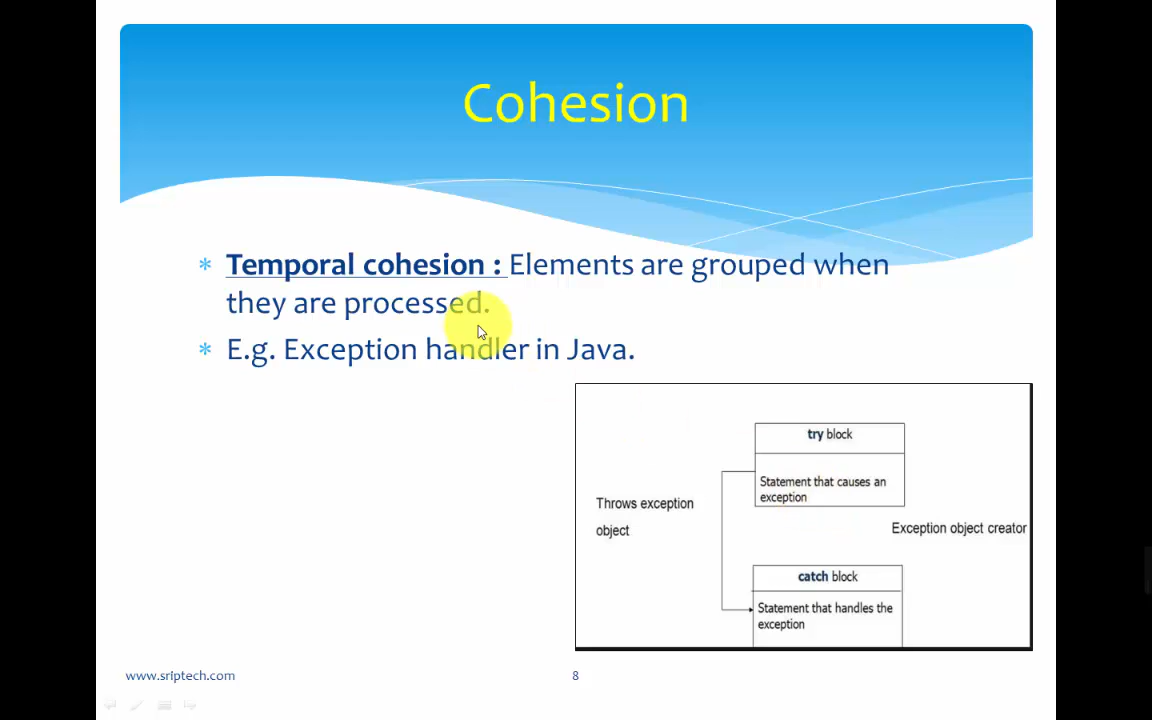 Cohesion
* Temporal cohesion : Elements are grouped when
they are processed.
* E.g. Exception handler in Java.
try block
Statement that causes an
exception
Throws exception
object
Exception object creator
catch block
Statement that handles the
exception
www.sriptech.com
8